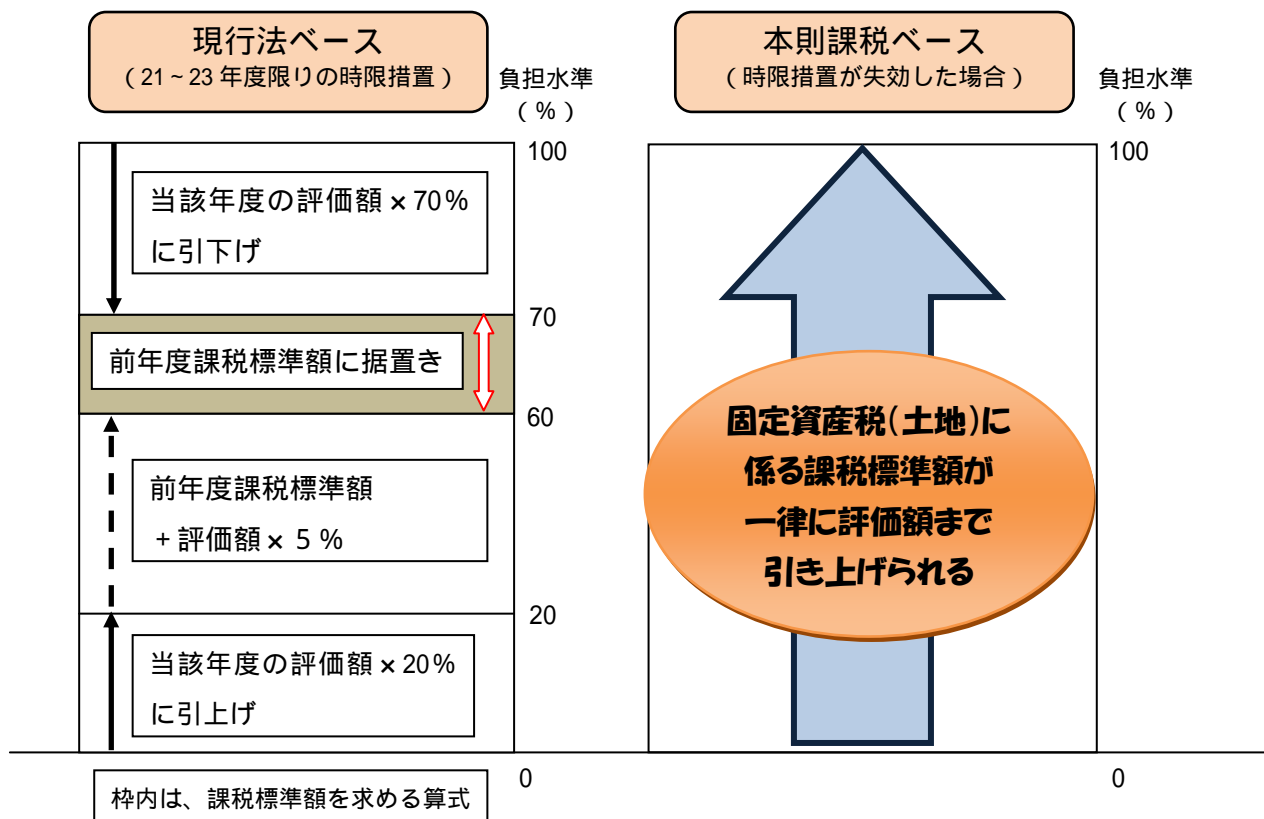 現行法ベース
(21~23年度限りの時限措置)
負担水準
(%)
100
当該年度の評価額×70%
に引下げ
70
前年度課税標準額に据置き
60
前年度課税標準額
+評価額×5%
20
当該年度の評価額×20%
に引上げ
0
枠内は、課税標準額を求める算式
本則課税ベース
(時限措置が失効した場合)
負担水準
(%)
100
固定資産税(土地)に
係る課税標準額が
一律に評価額まで
引き上げられる
0